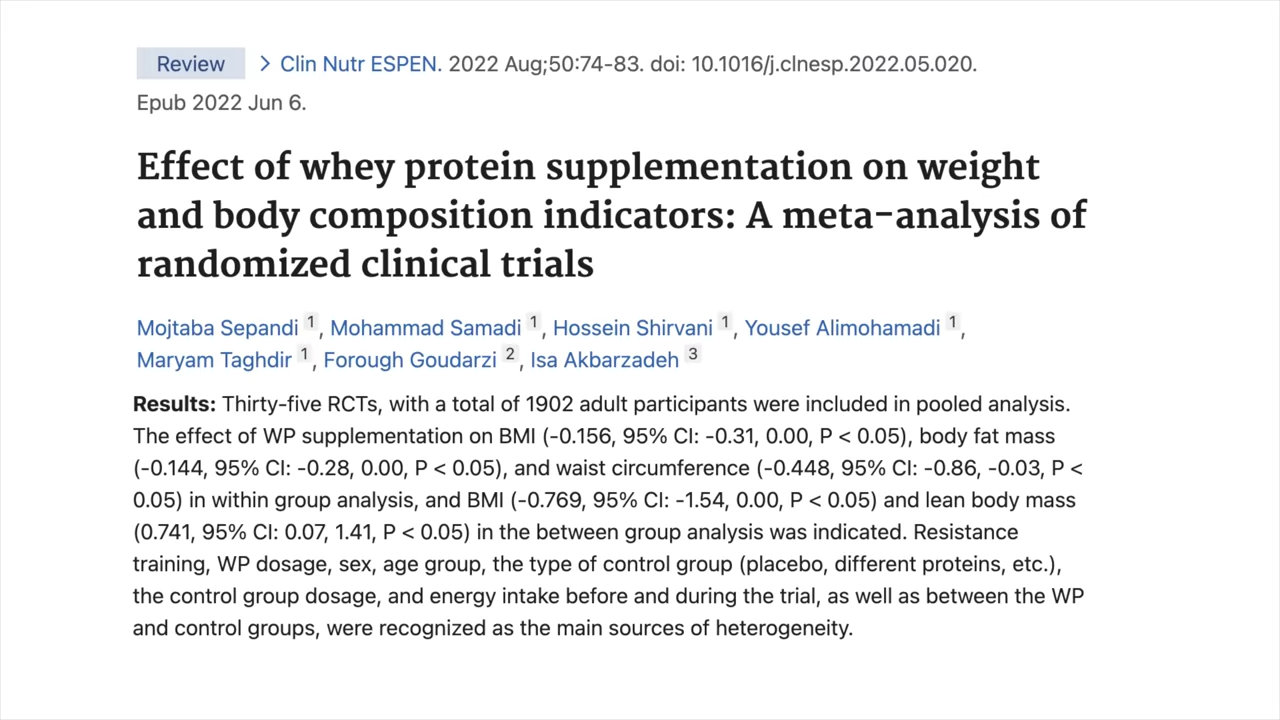 Review > Clin Nutr ESPEN. 2022 Aug;50:74-83. doi: 10.1016/j.clnesp.2022.05.020.
Epub 2022 Jun 6.
Effect of whey protein supplementation on weight
and body composition indicators: A meta-analysis of
randomized clinical trials
Mojtaba Sepandi 1, Mohammad Samadi 1, Hossein Shirvani 1, Yousef Alimohamadi 1,
Maryam Taghdir 1, Forough Goudarzi 2, Isa Akbarzadeh 3
Results: Thirty-five RCTs, with a total of 1902 adult participants were included in pooled analysis.
The effect of WP supplementation on BMI (-0.156, 95% CI: -0.31, 0.00, P < 0.05), body fat mass
(-0.144, 95% CI: -0.28, 0.00, P < 0.05), and waist circumference (-0.448, 95% CI: -0.86, -0.03, P <
0.05) in within group analysis, and BMI (-0.769, 95% CI: -1.54, 0.00, P < 0.05) and lean body mass
(0.741, 95% CI: 0.07, 1.41, P < 0.05) in the between group analysis was indicated. Resistance
training, WP dosage, sex, age group, the type of control group (placebo, different proteins, etc.),
the control group dosage, and energy intake before and during the trial, as well as between the WP
and control groups, were recognized as the main sources of heterogeneity.